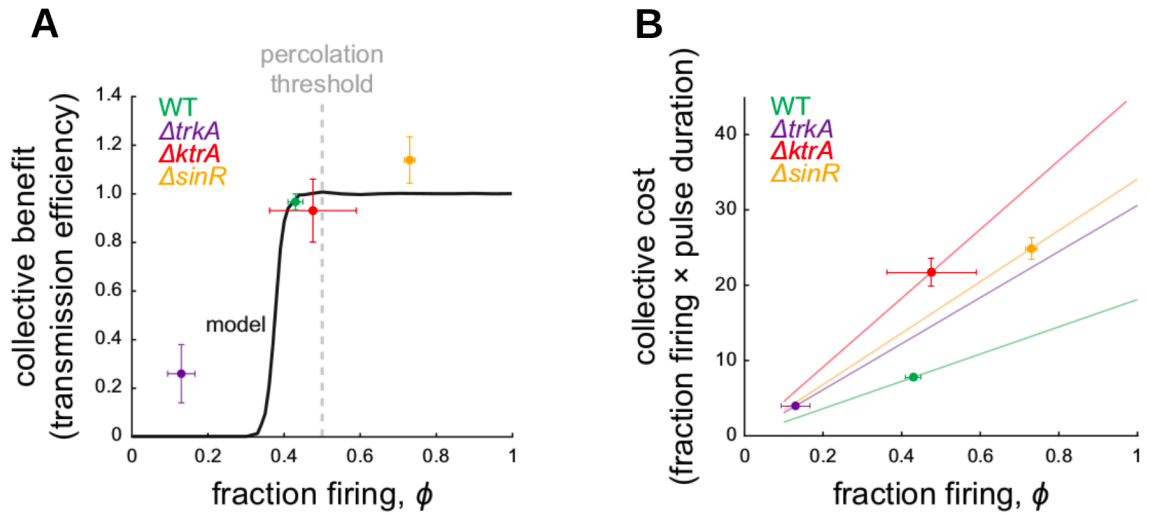 A
percolation
threshold
collective benefit
(transmission efficiency)
1.4
1.2
1.0
0.8
0.6
0.4
0.2
0
WT
ΔtrkA
ΔktrA
ΔsinR
model
0 0.2 0.4 0.6 0.8 1
fraction firing, ϕ
B
collective cost
(fraction firing × pulse duration)
40
30
20
10
0
WT
ΔtrkA
ΔktrA
ΔsinR
0 0.2 0.4 0.6 0.8 1
fraction firing, ϕ